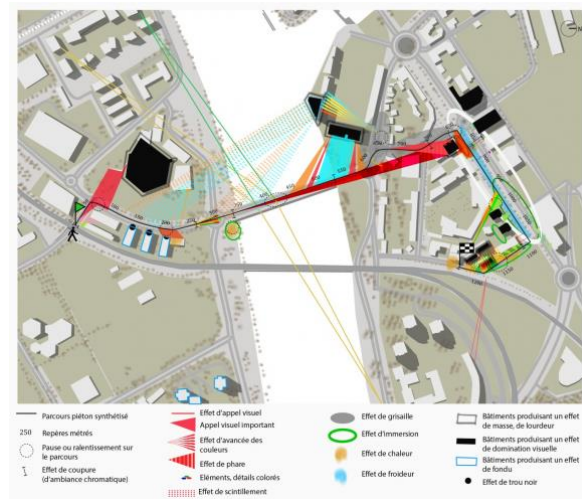 Parcours piéton synthétisé
250 Repères métrés
Pause ou ralentissement sur
le parcours
Effet de coupure
(d'ambiance chromatique)
Effet d'appel visuel
Appel visuel important
Effet d'avancée des
couleurs
Effet de phare
Eléments, détails colorés
Effet de scintillement
Effet de grisaille
Effet d'immersion
Effet de chaleur
Effet de froideur
Bâtiments produisant un effet
de masse, de lourdeur
Bâtiments produisant un effet
de domination visuelle
Bâtiments produisant un effet
de fondu
Effet de trou noir